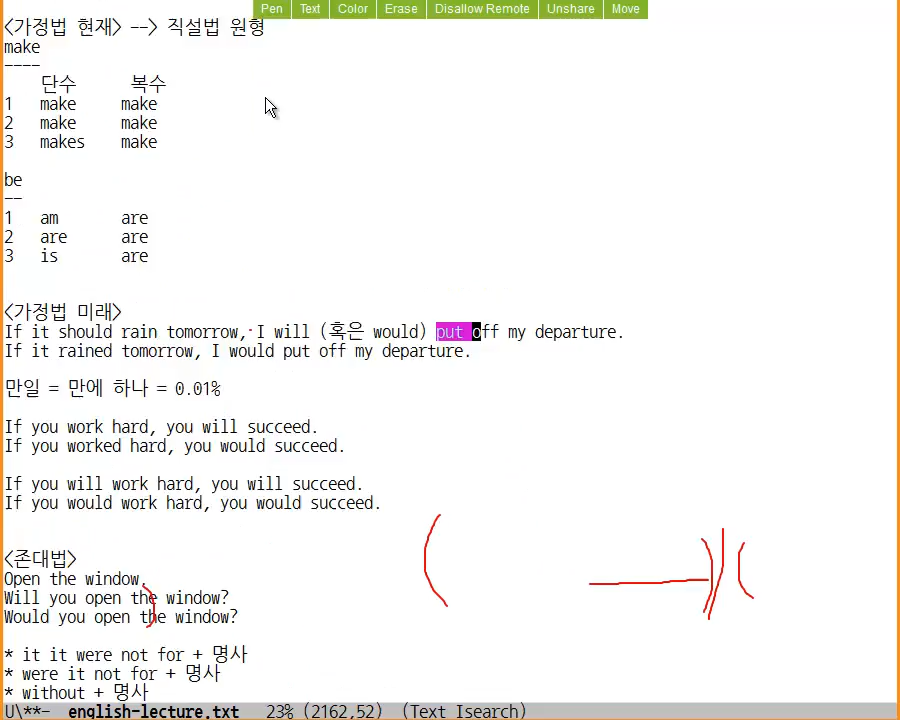 Pen Text Color Erase Disallow Remote Unshare Move
<가정법 현재> --> 직설법 원형
make
----
단수 복수
1 make make
2 make make
3 makes make
be
--
1 am are
2 are are
3 is are
<가정법 미래>
If it should rain tomorrow, I will (혹은 would) put off my departure.
If it rained tomorrow, I would put off my departure.
만일 = 만에 하나 = 0.01%
If you work hard, you will succeed.
If you worked hard, you would succeed.
If you will work hard, you will succeed.
If you would work hard, you would succeed.
<존대법>
Open the window.
Will you open the window?
Would you open the window?
* it it were not for + 명사
* were it not for + 명사
* without + 명사
U\**- english-lecture.txt 23% (2162,52) (Text Isearch)